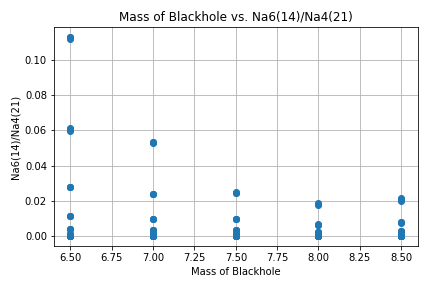 Mass of Blackhole vs. Na6(14)/Na4(21)
Na6(14)/Na4(21)
0.10
0.08
0.06
0.04
0.02
0.00
6.50 6.75 7.00 7.25 7.50 7.75 8.00 8.25 8.50
Mass of Blackhole